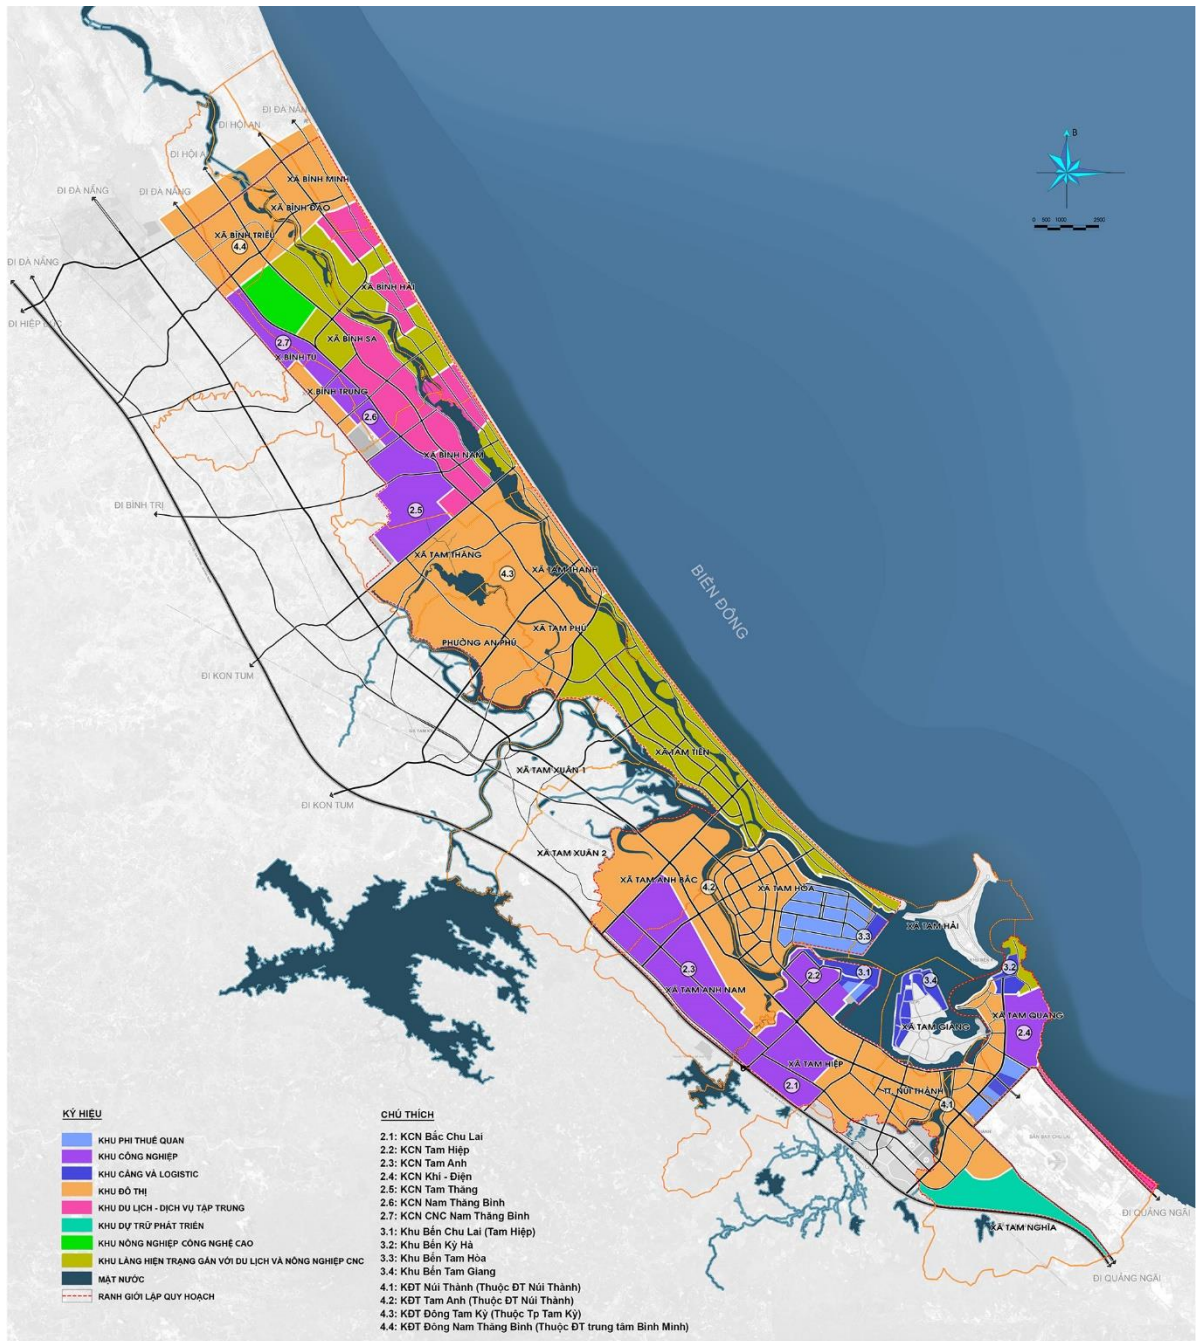 ĐI ĐÀ NẴNG
ĐI HỘI AN
ĐI HỘI AN
ĐI ĐÀ NẴNG
ĐI ĐÀ NẴNG
ĐI ĐÀ NẴNG
ĐI HIỆP ĐỨC
B
0 500 1000 2500
XÃ BÌNH MINH
XÃ BÌNH ĐÀO
XÃ BÌNH TRIỀU
4.4
XÃ BÌNH HẢI
2.7
XÃ BÌNH SA
X.BÌNH TÚ
X.BÌNH TRUNG
2.6
XÃ BÌNH NAM
ĐI BÌNH TRỊ
2.5
XÃ TAM THĂNG
4.3
XÃ TAM THANH
BIỂN ĐÔNG
XÃ TAM PHÚ
PHƯỜNG AN PHÚ
ĐI KON TUM
XÃ TAM TIẾN
XÃ TAM XUÂN 1
ĐI KON TUM
XÃ TAM XUÂN 2
XÃ TAM ANH BẮC
4.2
XÃ TAM HÒA
3.3
XÃ TAM HẢI
2.3
2.2
3.1
3.4
3.2
XÃ TAM ANH NAM
XÃ TAM GIANG
XÃ TAM QUANG
2.4
XÃ TAM HIỆP
2.1
TT. NÚI THÀNH
4.1
SÂN BAY CHU LAI
XÃ TAM NGHĨA
ĐI QUẢNG NGÃI
ĐI QUẢNG NGÃI
KÝ HIỆU
KHU PHI THUẾ QUAN
KHU CÔNG NGHIỆP
KHU CẢNG VÀ LOGISTIC
KHU ĐÔ THỊ
KHU DU LỊCH - DỊCH VỤ TẬP TRUNG
KHU DỰ TRỮ PHÁT TRIỂN
KHU NÔNG NGHIỆP CÔNG NGHỆ CAO
KHU LÀNG HIỆN TRẠNG GẮN VỚI DU LỊCH VÀ NÔNG NGHIỆP CNC
MẶT NƯỚC
RANH GIỚI LẬP QUY HOẠCH
CHÚ THÍCH
2.1: KCN Bắc Chu Lai
2.2: KCN Tam Hiệp
2.3: KCN Tam Anh
2.4: KCN Khí - Điện
2.5: KCN Tam Thăng
2.6: KCN Nam Thăng Bình
2.7: KCN CNC Nam Thăng Bình
3.1: Khu Bến Chu Lai (Tam Hiệp)
3.2: Khu Bến Kỳ Hà
3.3: Khu Bến Tam Hòa
3.4: Khu Bến Tam Giang
4.1: KĐT Núi Thành (Thuộc ĐT Núi Thành)
4.2: KĐT Tam Anh (Thuộc ĐT Núi Thành)
4.3: KĐT Đông Tam Kỳ (Thuộc Tp Tam Kỳ)
4.4: KĐT Đông Nam Thăng Bình (Thuộc ĐT trung tâm Bình Minh)